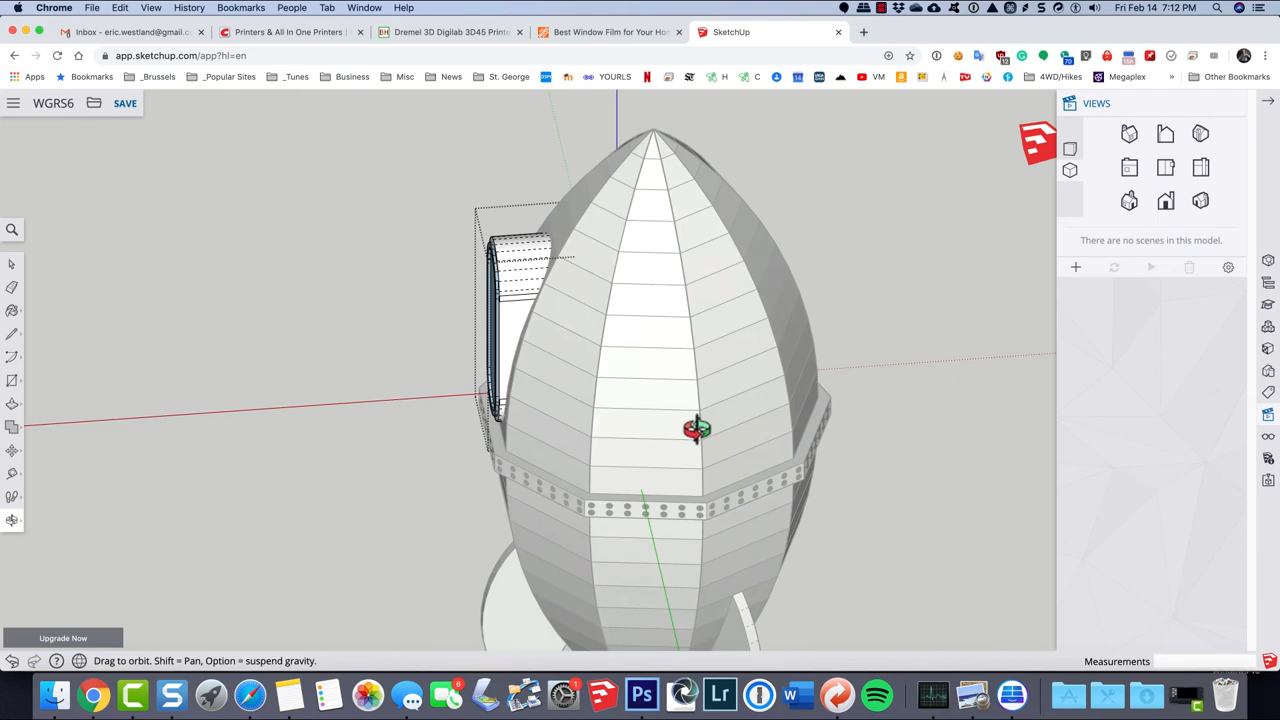 Chrome File Edit View History Bookmarks People Tab Window Help Fri Feb 14 7:12 PM
Inbox - eric.westland@gmail.c Printers & All In One Printers | Dremel 3D Digilab 3D45 Printe Best Window Film for Your Hom SketchUp
app.sketchup.com/app?hl=en
Apps Bookmarks _Brussels _Popular Sites _Tunes Business Misc News St. George YOURLS H C VM 4WD/Hikes Megaplex » Other Bookmarks
WGRS6 SAVE
VIEWS
There are no scenes in this model.
Upgrade Now
Drag to orbit. Shift = Pan, Option = suspend gravity. Measurements